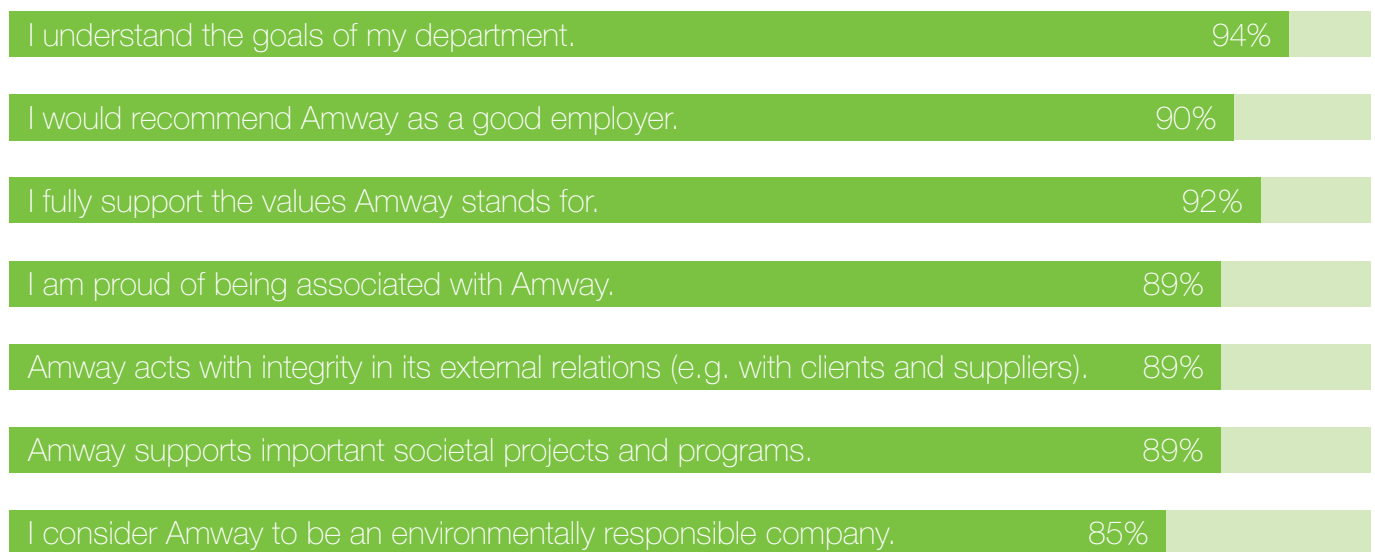 I understand the goals of my department. 94%
I would recommend Amway as a good employer. 90%
I fully support the values Amway stands for. 92%
I am proud of being associated with Amway. 89%
Amway acts with integrity in its external relations (e.g. with clients and suppliers). 89%
Amway supports important societal projects and programs. 89%
I consider Amway to be an environmentally responsible company. 85%